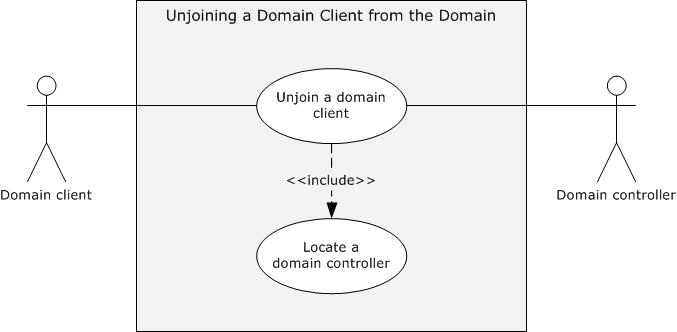 Unjoining a Domain Client from the Domain
Unjoin a domain
client
<<include>>
Domain client
Domain controller
Locate a
domain controller